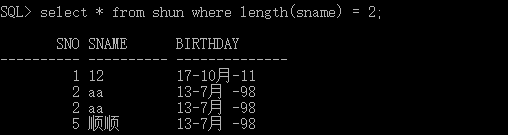 SQL> select * from shun where length(sname) = 2;
SNO SNAME BIRTHDAY
---------- ---------- --------------
1 12 17-10月-11
2 aa 13-7月 -98
2 aa 13-7月 -98
5 顺顺 13-7月 -98